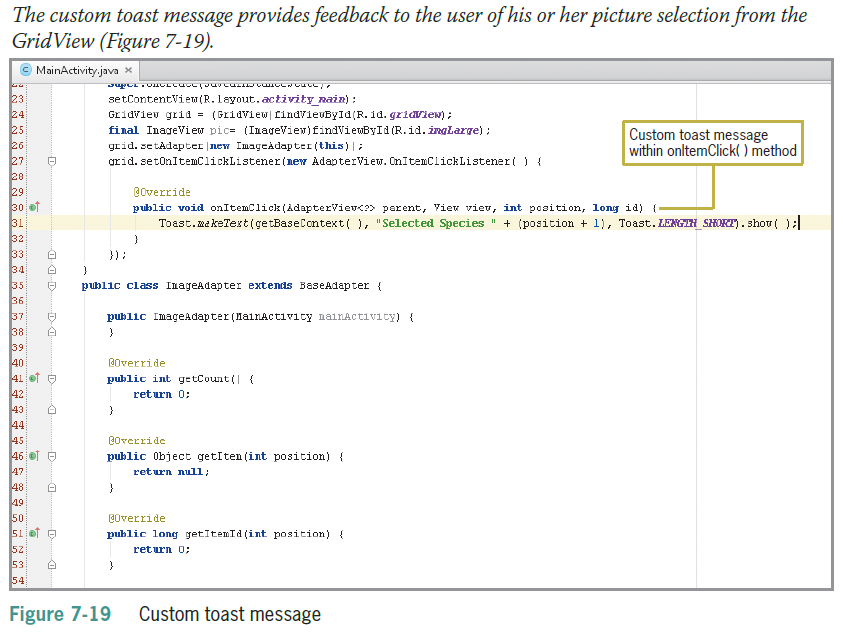 The custom toast message provides feedback to the user of his or her picture selection from the
GridView (Figure 7-19).
MainActivity.java ×
23 setContentView(R.layout.activity_main);
24 GridView grid = (GridView)findViewById(R.id.gridView);
25 final ImageView pic= (ImageView)findViewById(R.id.imgLarge);
26 grid.setAdapter(new ImageAdapter(this));
27 grid.setOnItemClickListener(new AdapterView.OnItemClickListener( ) {
Custom toast message
within onItemClick( ) method
28
29 @Override
30 public void onItemClick(AdapterView<?> parent, View view, int position, long id) {
31 Toast.makeText(getBaseContext( ), "Selected Species " + (position + 1), Toast.LENGTH_SHORT).show( );
32 }
33 });
34 }
35 public class ImageAdapter extends BaseAdapter {
36
37 public ImageAdapter(MainActivity mainActivity) {
38 }
39
40 @Override
41 public int getCount() {
42 return 0;
43 }
44
45 @Override
46 public Object getItem(int position) {
47 return null;
48 }
49
50 @Override
51 public long getItemId(int position) {
52 return 0;
53 }
54
Figure 7-19 Custom toast message